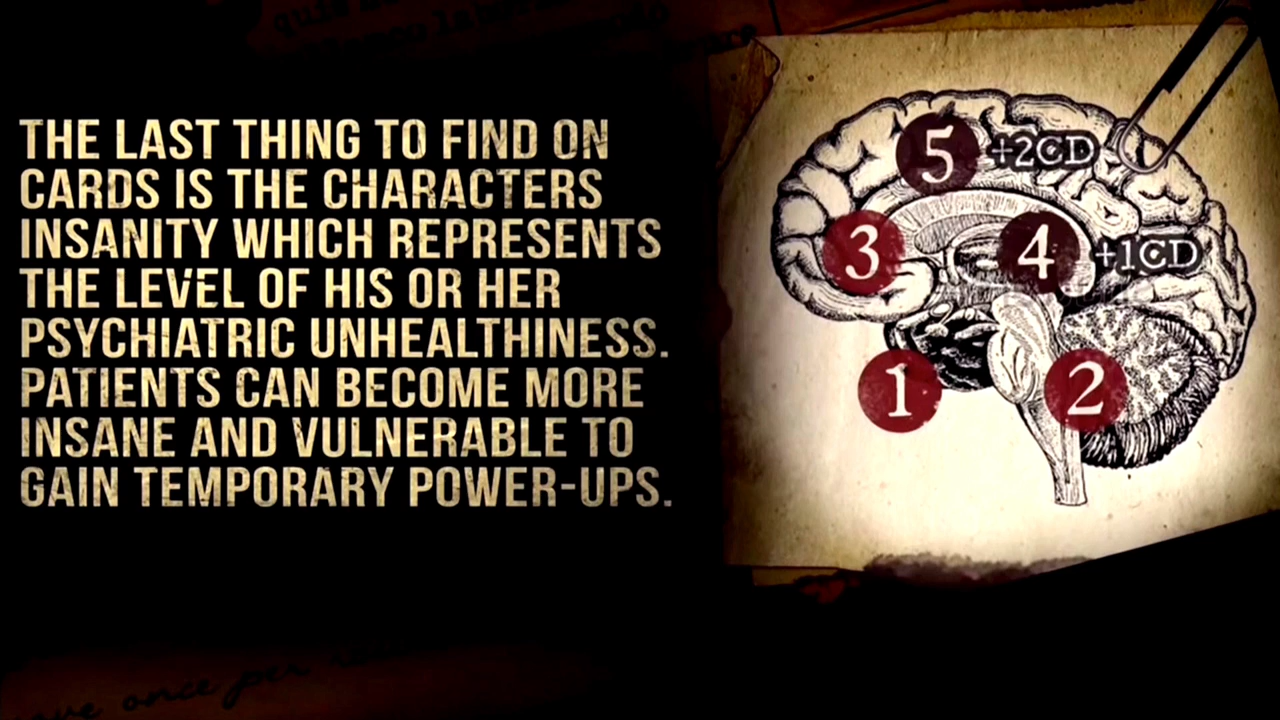 THE LAST THING TO FIND ON
CARDS IS THE CHARACTERS
INSANITY WHICH REPRESENTS
THE LEVEL OF HIS OR HER
PSYCHIATRIC UNHEALTHINESS.
PATIENTS CAN BECOME MORE
INSANE AND VULNERABLE TO
GAIN TEMPORARY POWER-UPS.
5 +2CD
3 4 +1CD
1 2
once per